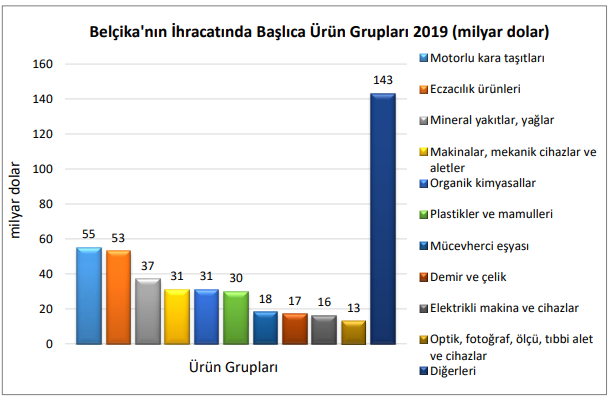 Belçika'nın İhracatında Başlıca Ürün Grupları 2019 (milyar dolar)
milyar dolar
160
140
120
100
80
60
40
20
0
55
53
37
31
31
30
18
17
16
13
143
Ürün Grupları
Motorlu kara taşıtları
Eczacılık ürünleri
Mineral yakıtlar, yağlar
Makinalar, mekanik cihazlar ve
aletler
Organik kimyasallar
Plastikler ve mamulleri
Mücevherci eşyası
Demir ve çelik
Elektrikli makina ve cihazlar
Optik, fotoğraf, ölçü, tıbbi alet
ve cihazlar
Diğerleri